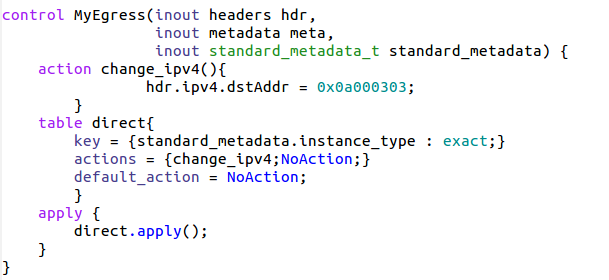 control MyEgress(inout headers hdr,
                 inout metadata meta,
                 inout standard_metadata_t standard_metadata) {
    action change_ipv4(){
                hdr.ipv4.dstAddr = 0x0a000303;
        }
    table direct{
        key = {standard_metadata.instance_type : exact;}
        actions = {change_ipv4;NoAction;}
        default_action = NoAction;
        }
    apply {
        direct.apply();
    }
}